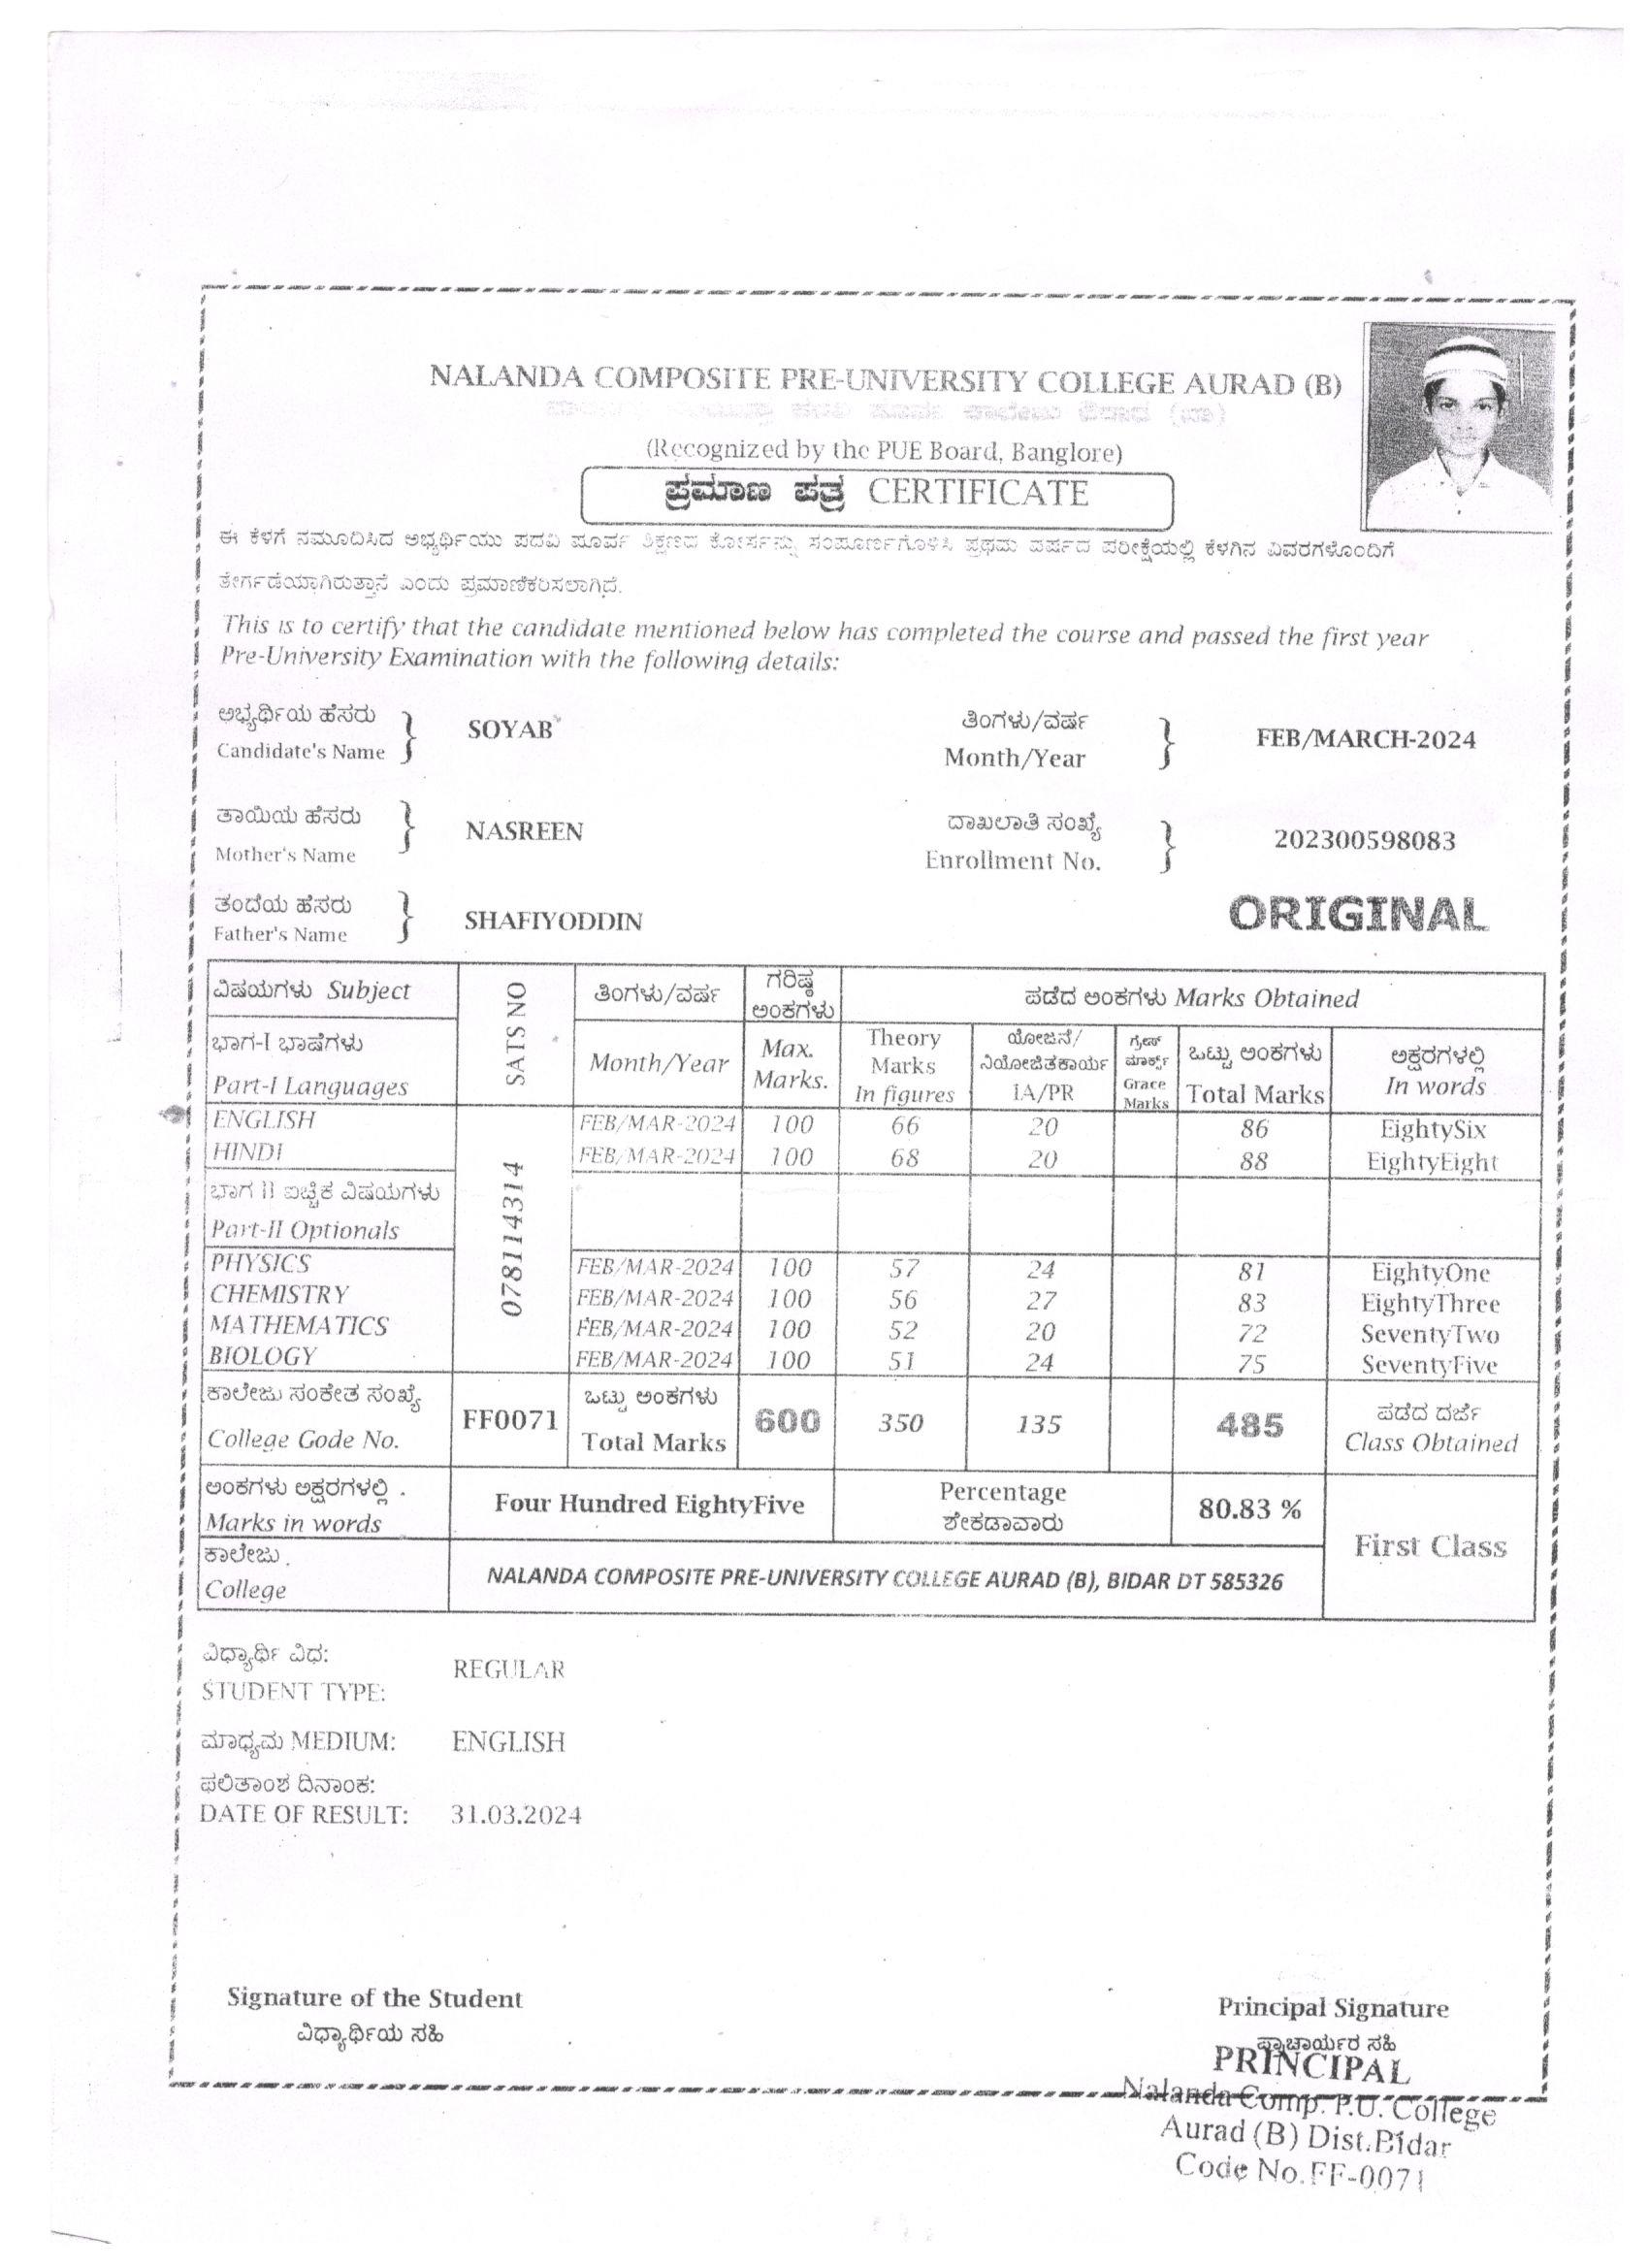 NALANDA COMPOSITE PRE-UNIVERSITY COLLEGE AURAD (B)
(Recognized by the PUE Board, Banglore)
ಪ್ರಮಾಣ ಪತ್ರ CERTIFICATE
ಈ ಕೆಳಗೆ ನಮೂದಿಸಿದ ಅಭ್ಯರ್ಥಿಯು ಪದವಿ ಪೂರ್ವ ಶಿಕ್ಷಣದ ಕೋರ್ಸನ್ನು ಸಂಪೂರ್ಣಗೊಳಿಸಿ ಪ್ರಥಮ ವರ್ಷದ ಪರೀಕ್ಷೆಯಲ್ಲಿ ಕೆಳಗಿನ ವಿವರಗಳೊಂದಿಗೆ
ತೇರ್ಗಡೆಯಾಗಿರುತ್ತಾನೆ ಎಂದು ಪ್ರಮಾಣಿಕರಿಸಲಾಗಿದೆ.
This is to certify that the candidate mentioned below has completed the course and passed the first year
Pre-University Examination with the following details:
ಅಭ್ಯರ್ಥಿಯ ಹೆಸರು
Candidate's Name } SOYAB
ತಿಂಗಳು/ವರ್ಷ
Month/Year } FEB/MARCH-2024
ತಾಯಿಯ ಹೆಸರು
Mother's Name } NASREEN
ದಾಖಲಾತಿ ಸಂಖ್ಯೆ
Enrollment No. } 202300598083
ತಂದೆಯ ಹೆಸರು
Father's Name } SHAFIYODDIN
ORIGINAL
ವಿಷಯಗಳು Subject
ಭಾಗ-I ಭಾಷೆಗಳು
Part-I Languages
SATS NO
ತಿಂಗಳು/ವರ್ಷ
Month/Year
ಗರಿಷ್ಠ
ಅಂಕಗಳು
Max.
Marks.
ಪಡೆದ ಅಂಕಗಳು Marks Obtained
Theory
Marks
In figures
ಯೋಜನೆ/
ನಿಯೋಜಿತಕಾರ್ಯ
IA/PR
ಗ್ರೇಸ್
ಮಾರ್ಕ್ಸ್
Grace
Marks
ಒಟ್ಟು ಅಂಕಗಳು
Total Marks
ಅಕ್ಷರಗಳಲ್ಲಿ
In words
ENGLISH FEB/MAR-2024 100 66 20 86 EightySix
HINDI FEB/MAR-2024 100 68 20 88 EightyEight
0781114314
ಭಾಗ II ಐಚ್ಛಿಕ ವಿಷಯಗಳು
Part-II Optionals
PHYSICS FEB/MAR-2024 100 57 24 81 EightyOne
CHEMISTRY FEB/MAR-2024 100 56 27 83 EightyThree
MATHEMATICS FEB/MAR-2024 100 52 20 72 SeventyTwo
BIOLOGY FEB/MAR-2024 100 51 24 75 SeventyFive
ಕಾಲೇಜು ಸಂಕೇತ ಸಂಖ್ಯೆ
College Gode No.
FF0071
ಒಟ್ಟು ಅಂಕಗಳು
Total Marks
600 350 135 485
ಪಡೆದ ದರ್ಜೆ
Class Obtained
ಅಂಕಗಳು ಅಕ್ಷರಗಳಲ್ಲಿ .
Marks in words
Four Hundred EightyFive
Percentage
ಶೇಕಡಾವಾರು
80.83 %
First Class
ಕಾಲೇಜು .
College
NALANDA COMPOSITE PRE-UNIVERSITY COLLEGE AURAD (B), BIDAR DT 585326
ವಿಧ್ಯಾರ್ಥಿ ವಿಧ:
STUDENT TYPE: REGULAR
ಮಾಧ್ಯಮ MEDIUM: ENGLISH
ಫಲಿತಾಂಶ ದಿನಾಂಕ:
DATE OF RESULT: 31.03.2024
Signature of the Student
ವಿಧ್ಯಾರ್ಥಿಯ ಸಹಿ
Principal Signature
ಪ್ರಾಚಾರ್ಯರ ಸಹಿ
PRINCIPAL
Nalanda Comp. P.U. College
Aurad (B) Dist.Bidar
Code No.FF-0071